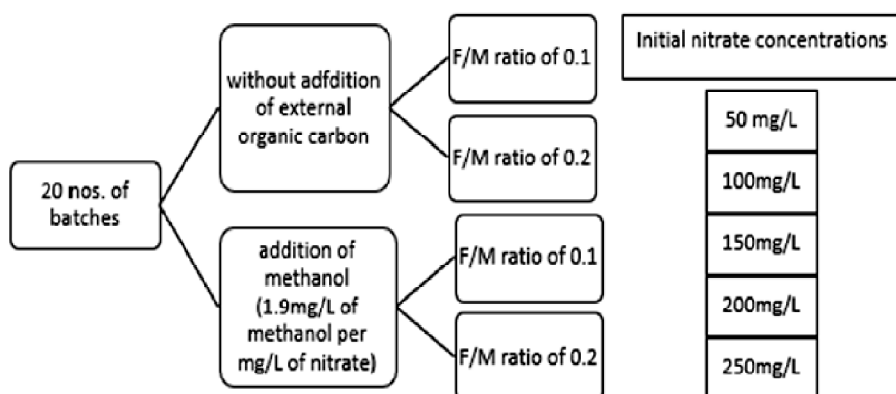 20 nos. of
batches
without adfdition
of external
organic carbon
F/M ratio of 0.1
F/M ratio of 0.2
addition of
methanol
(1.9mg/L of
methanol per
mg/L of nitrate)
F/M ratio of 0.1
F/M ratio of 0.2
Initial nitrate concentrations
50 mg/L
100mg/L
150mg/L
200mg/L
250mg/L